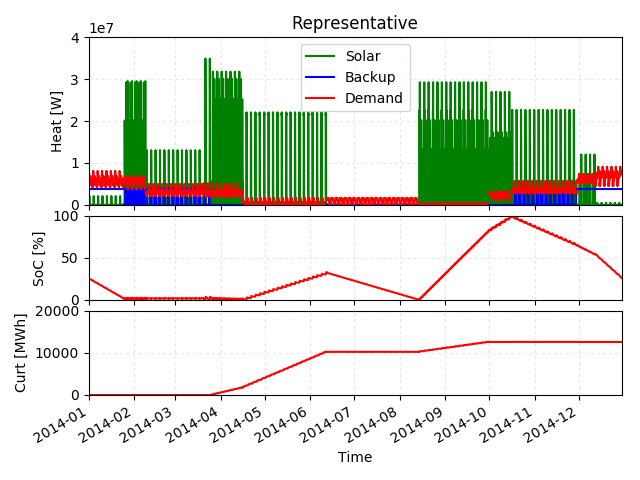 Representative
1e7
4
3
2
1
0
Heat [W]
Solar
Backup
Demand
100
50
0
SoC [%]
20000
10000
0
Curt [MWh]
2014-01
2014-02
2014-03
2014-04
2014-05
2014-06
2014-07
2014-08
2014-09
2014-10
2014-11
2014-12
Time